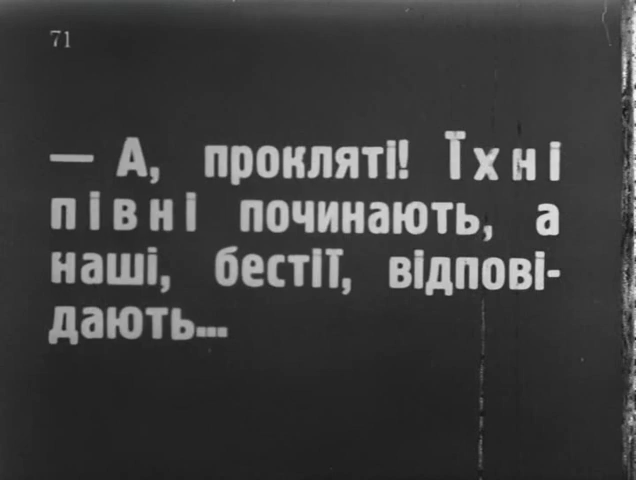 71
— А, прокляті! Їхні
півні починають, а
наші, бестії, відпові-
дають...